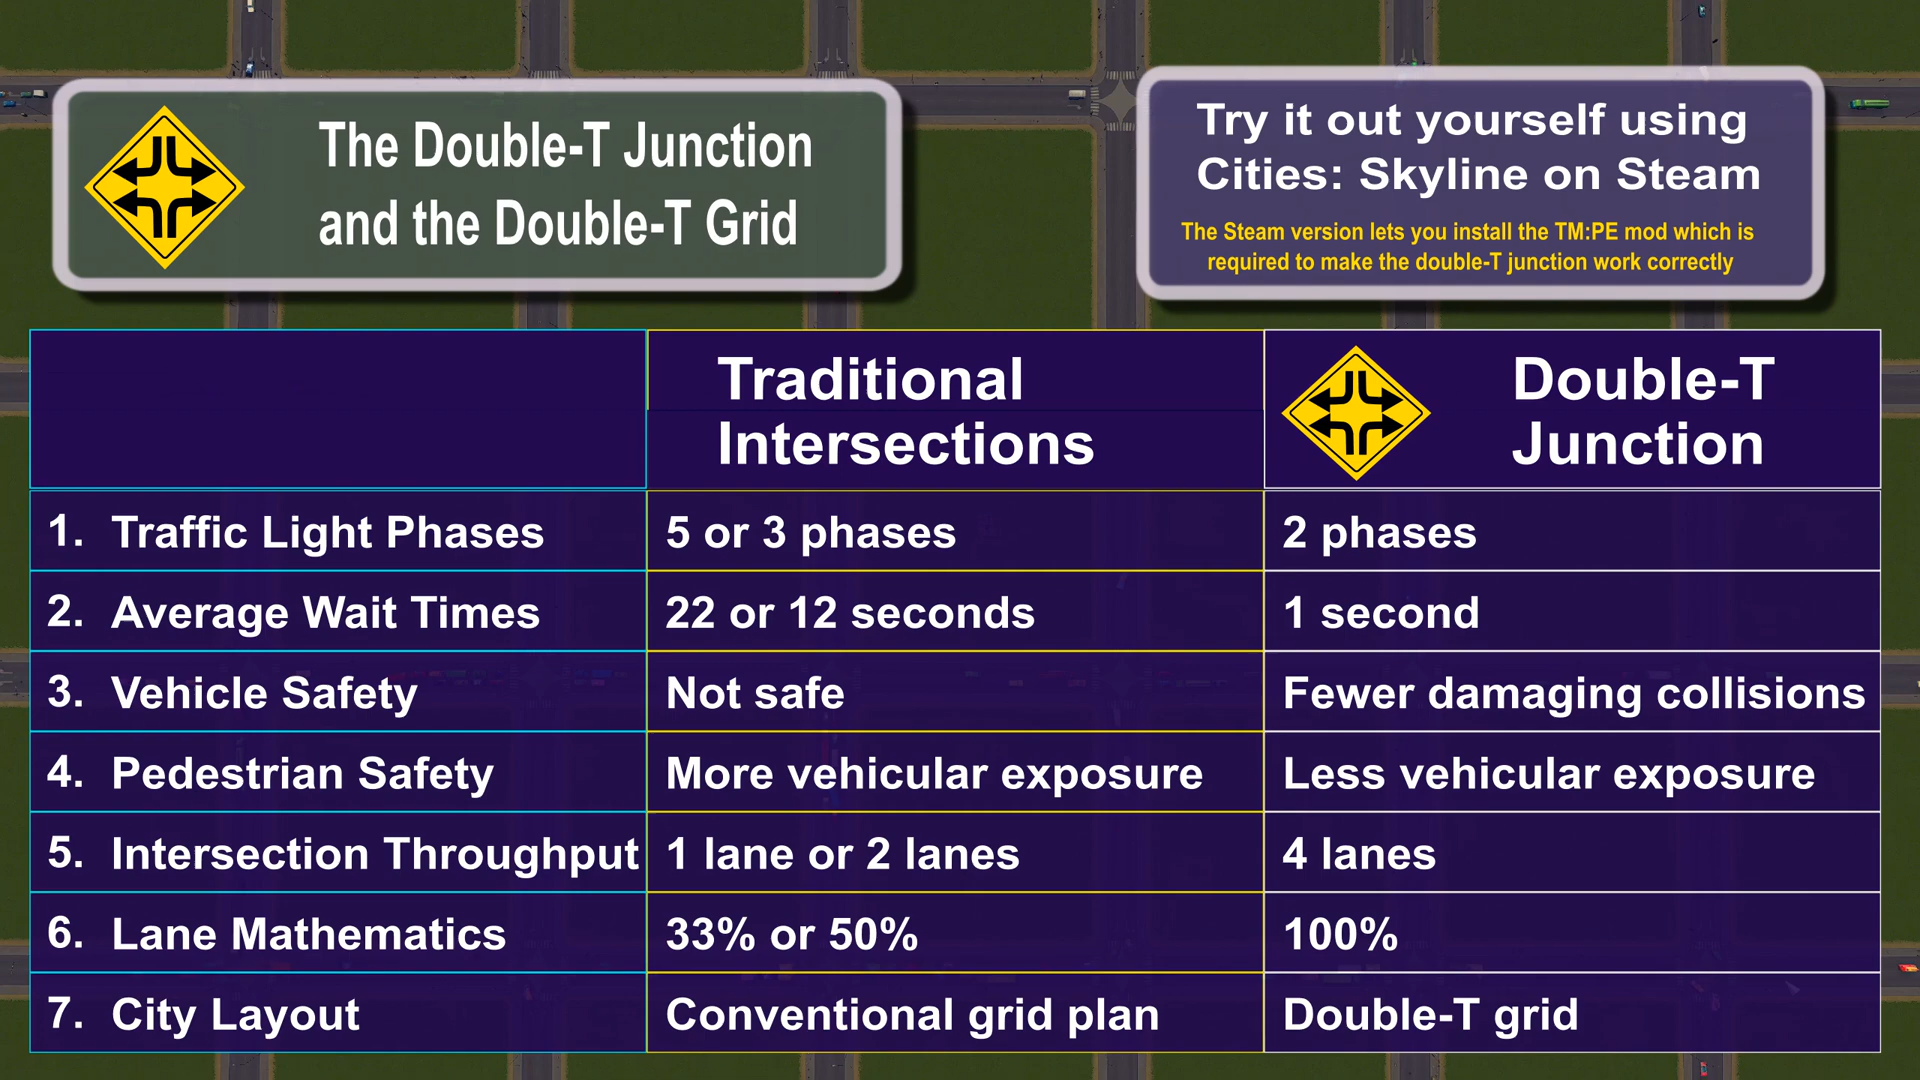 The Double-T Junction
and the Double-T Grid
Try it out yourself using
Cities: Skyline on Steam
The Steam version lets you install the TM:PE mod which is
required to make the double-T junction work correctly
Traditional
Intersections
Double-T
Junction
1. Traffic Light Phases 5 or 3 phases 2 phases
2. Average Wait Times 22 or 12 seconds 1 second
3. Vehicle Safety Not safe Fewer damaging collisions
4. Pedestrian Safety More vehicular exposure Less vehicular exposure
5. Intersection Throughput 1 lane or 2 lanes 4 lanes
6. Lane Mathematics 33% or 50% 100%
7. City Layout Conventional grid plan Double-T grid